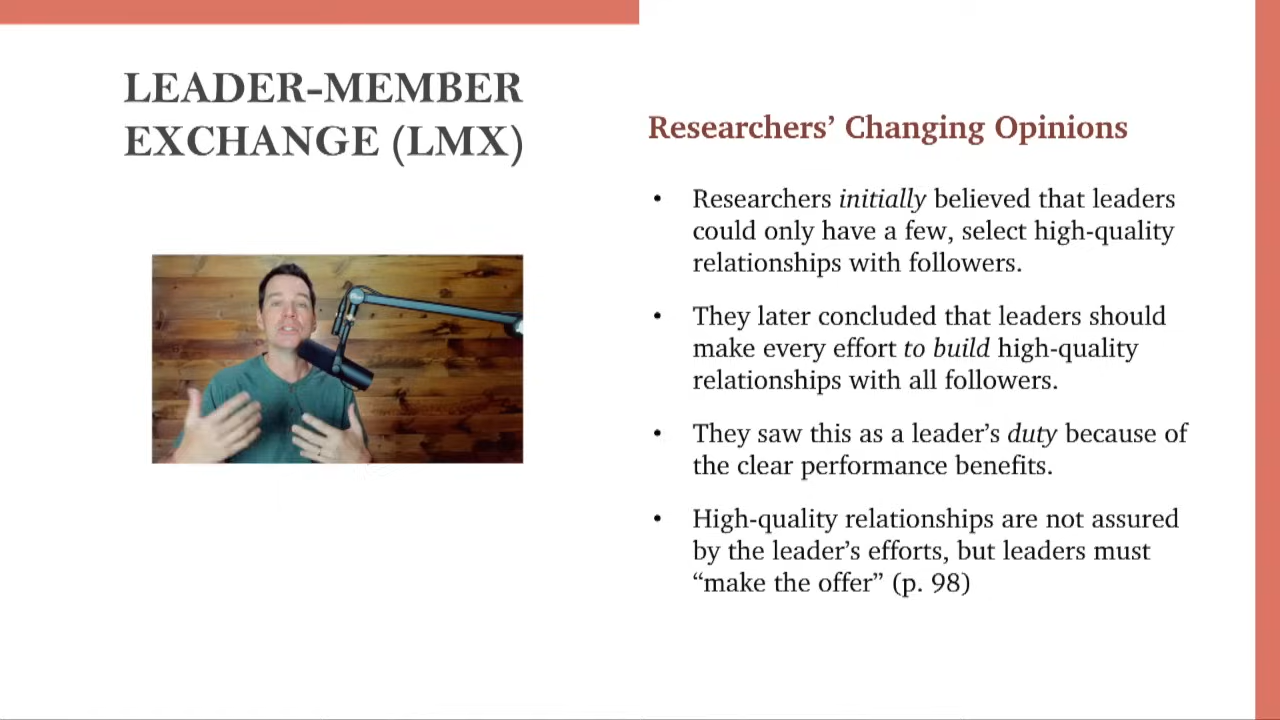 LEADER-MEMBER
EXCHANGE (LMX)
Researchers’ Changing Opinions
• Researchers initially believed that leaders
could only have a few, select high-quality
relationships with followers.
• They later concluded that leaders should
make every effort to build high-quality
relationships with all followers.
• They saw this as a leader’s duty because of
the clear performance benefits.
• High-quality relationships are not assured
by the leader’s efforts, but leaders must
“make the offer” (p. 98)